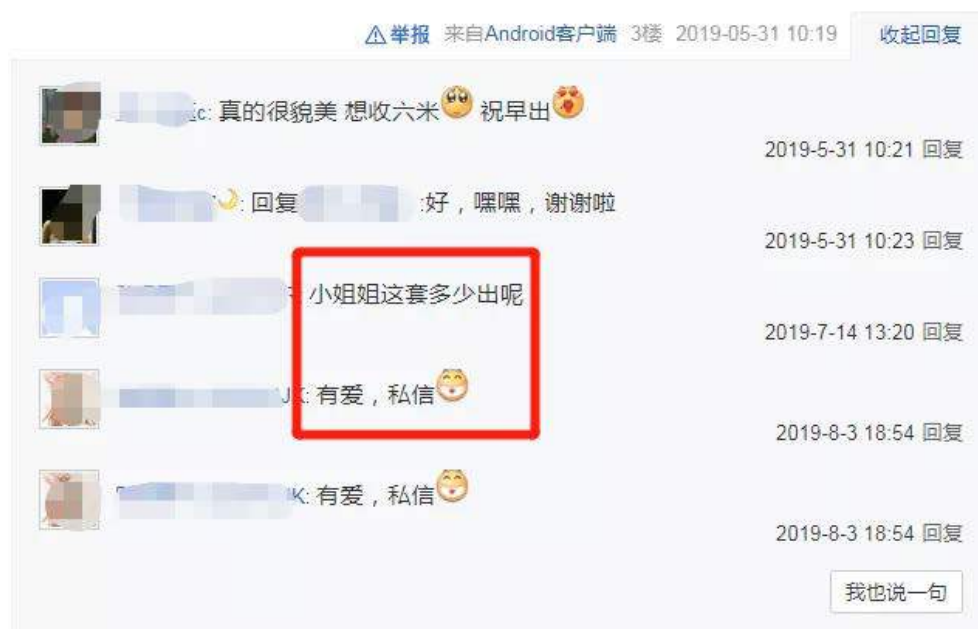 举报 来自Android客户端 3楼 2019-05-31 10:19 收起回复
c: 真的很貌美 想收六米 祝早出
2019-5-31 10:21 回复
: 回复 :好，嘿嘿，谢谢啦
2019-5-31 10:23 回复
: 小姐姐这套多少出呢
2019-7-14 13:20 回复
JK: 有爱，私信
2019-8-3 18:54 回复
K: 有爱，私信
2019-8-3 18:54 回复
我也说一句